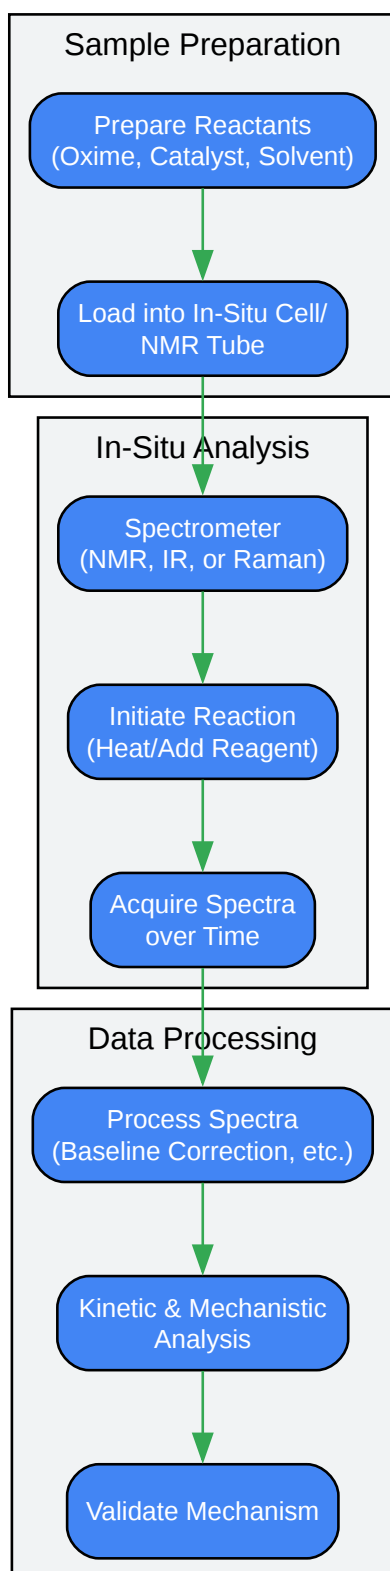 Sample Preparation
Prepare Reactants
(Oxime, Catalyst, Solvent)
Load into In-Situ Cell/
NMR Tube
In-Situ Analysis
Spectrometer
(NMR, IR, or Raman)
Initiate Reaction
(Heat/Add Reagent)
Acquire Spectra
over Time
Data Processing
Process Spectra
(Baseline Correction, etc.)
Kinetic & Mechanistic
Analysis
Validate Mechanism